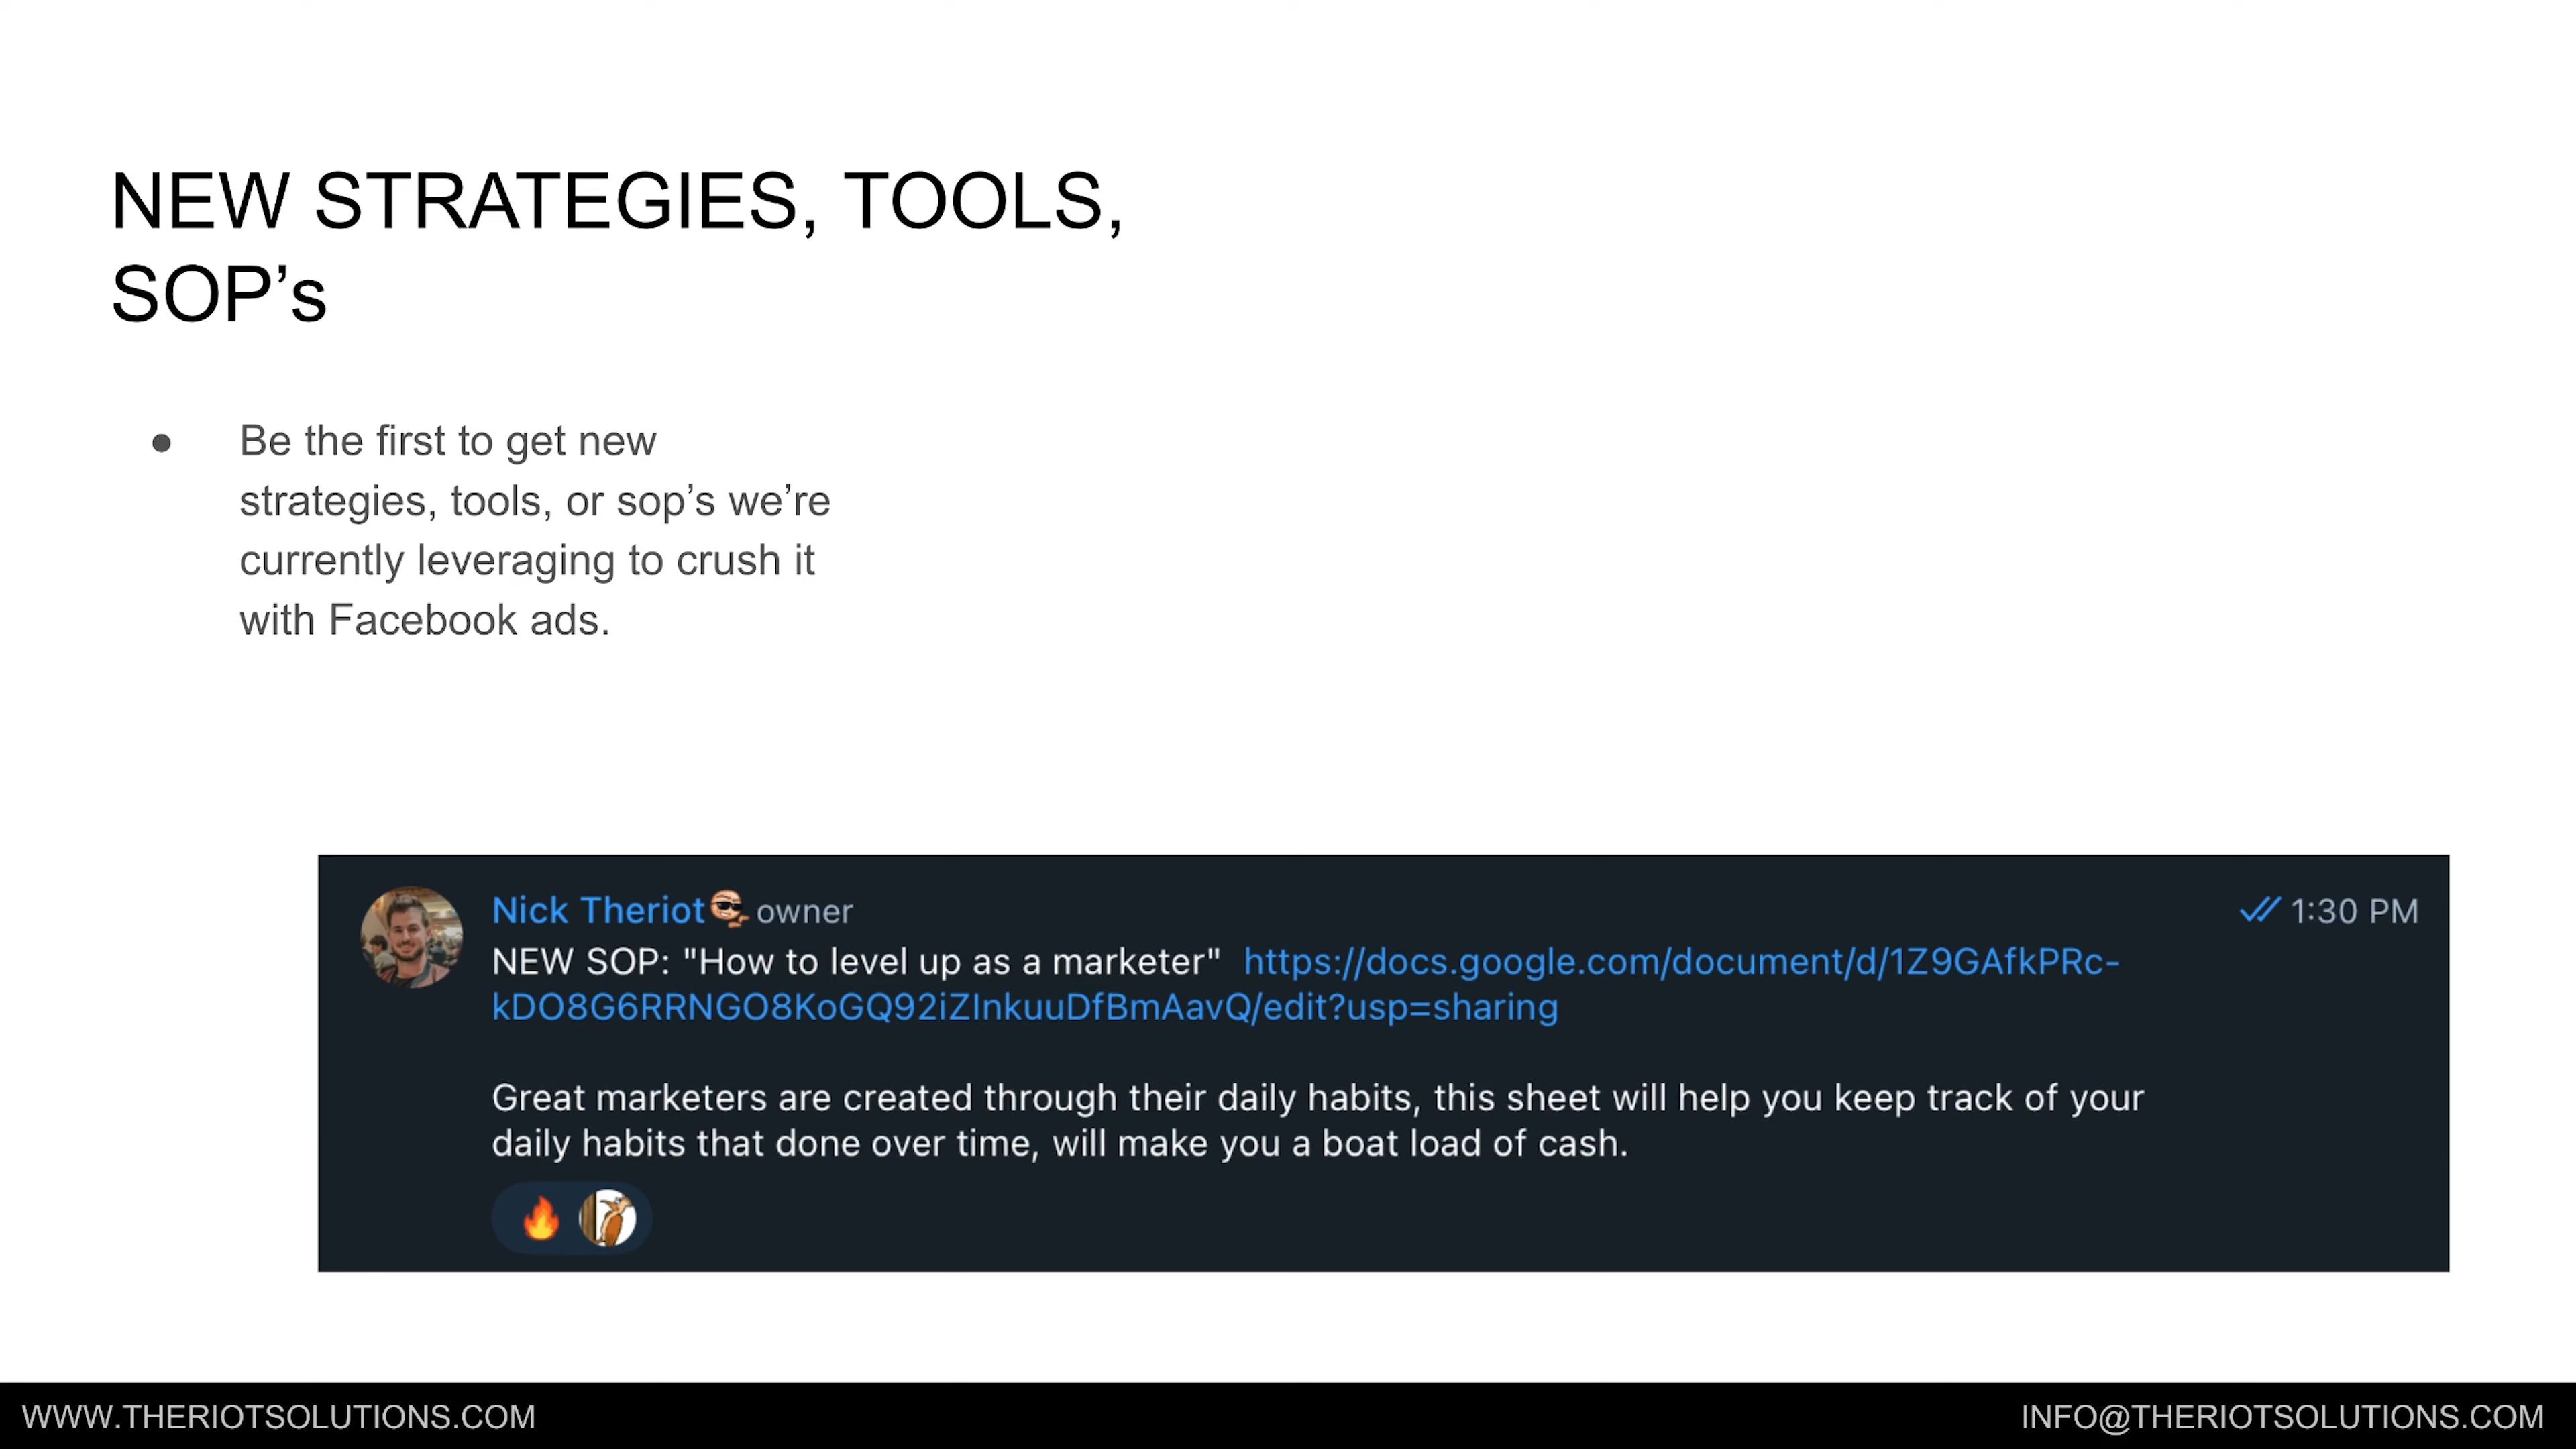 NEW STRATEGIES, TOOLS,
SOP’s
● Be the first to get new
strategies, tools, or sop’s we’re
currently leveraging to crush it
with Facebook ads.
Nick Theriot owner
1:30 PM
NEW SOP: "How to level up as a marketer" https://docs.google.com/document/d/1Z9GAfkPRc-
kDO8G6RRNGO8KoGQ92iZInkuuDfBmAavQ/edit?usp=sharing
Great marketers are created through their daily habits, this sheet will help you keep track of your
daily habits that done over time, will make you a boat load of cash.
WWW.THERIOTSOLUTIONS.COM
INFO@THERIOTSOLUTIONS.COM